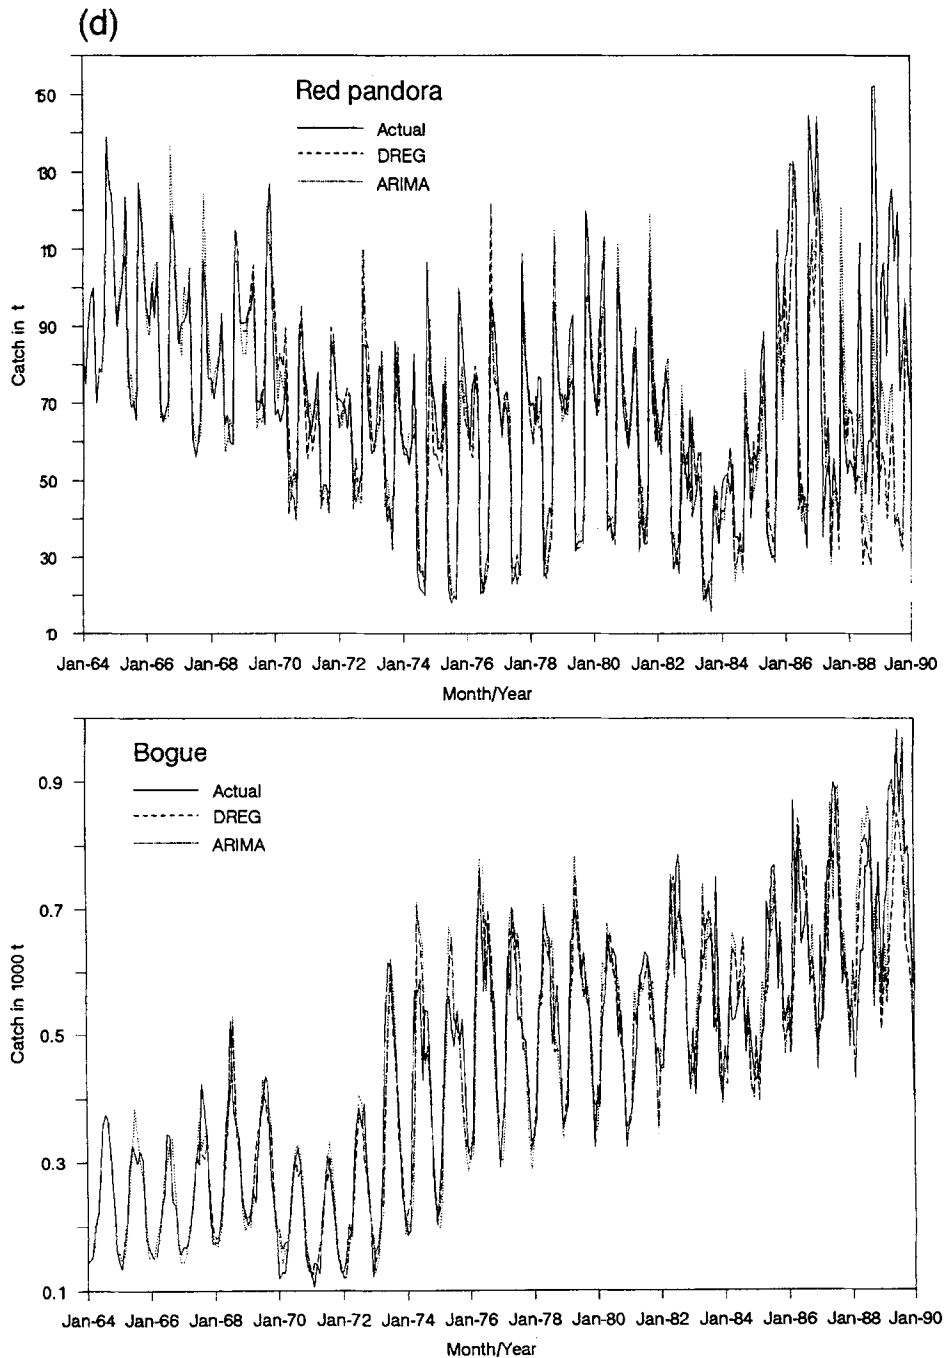 (d)
Red pandora
Actual
DREG
ARIMA
150
130
110
90
70
50
30
10
Catch in t
Jan-64 Jan-66 Jan-68 Jan-70 Jan-72 Jan-74 Jan-76 Jan-78 Jan-80 Jan-82 Jan-84 Jan-86 Jan-88 Jan-90
Month/Year
Bogue
Actual
DREG
ARIMA
0.9
0.7
0.5
0.3
0.1
Catch in 1000 t
Jan-64 Jan-66 Jan-68 Jan-70 Jan-72 Jan-74 Jan-76 Jan-78 Jan-80 Jan-82 Jan-84 Jan-86 Jan-88 Jan-90
Month/Year